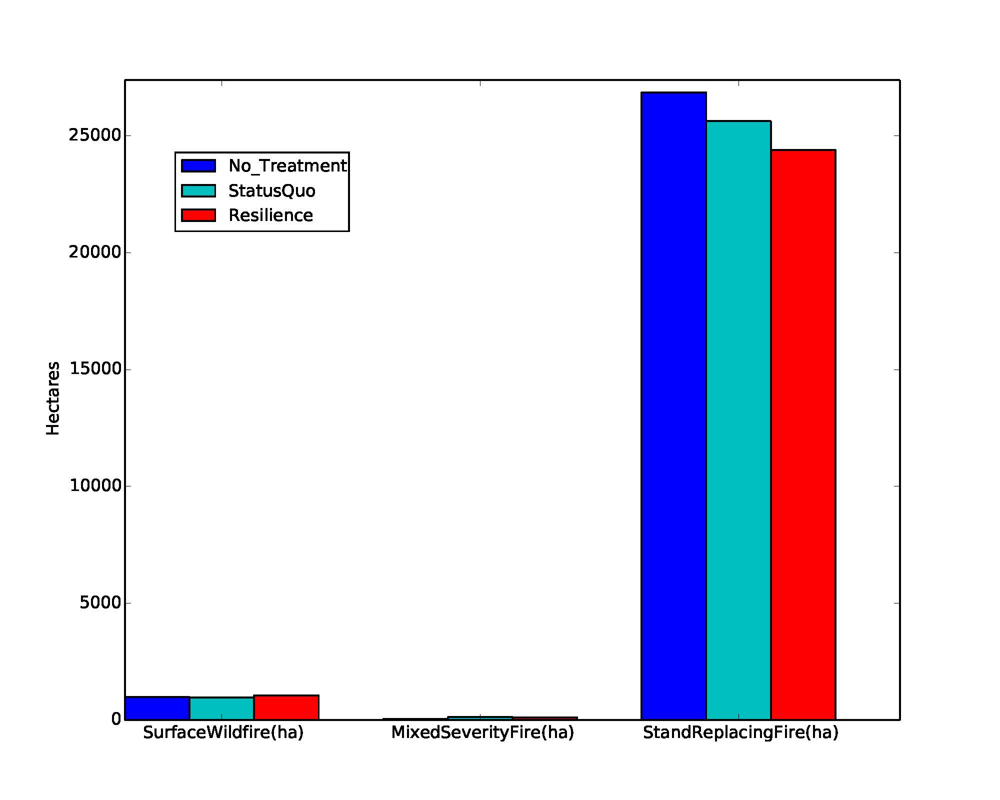 25000
20000
15000
10000
5000
0
Hectares
No_Treatment
StatusQuo
Resilience
SurfaceWildfire(ha)
MixedSeverityFire(ha)
StandReplacingFire(ha)